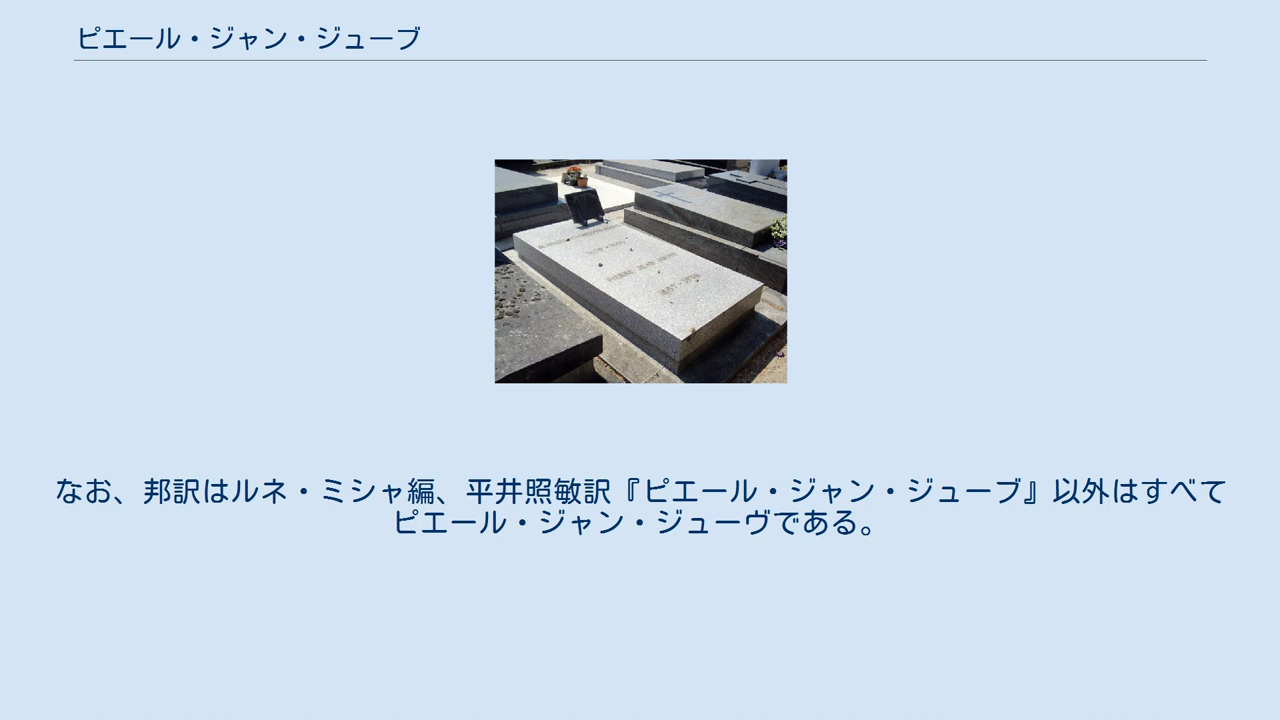 ピエール・ジャン・ジューブ
なお、邦訳はルネ・ミシャ編、平井照敏訳『ピエール・ジャン・ジューブ』以外はすべて
ピエール・ジャン・ジューヴである。